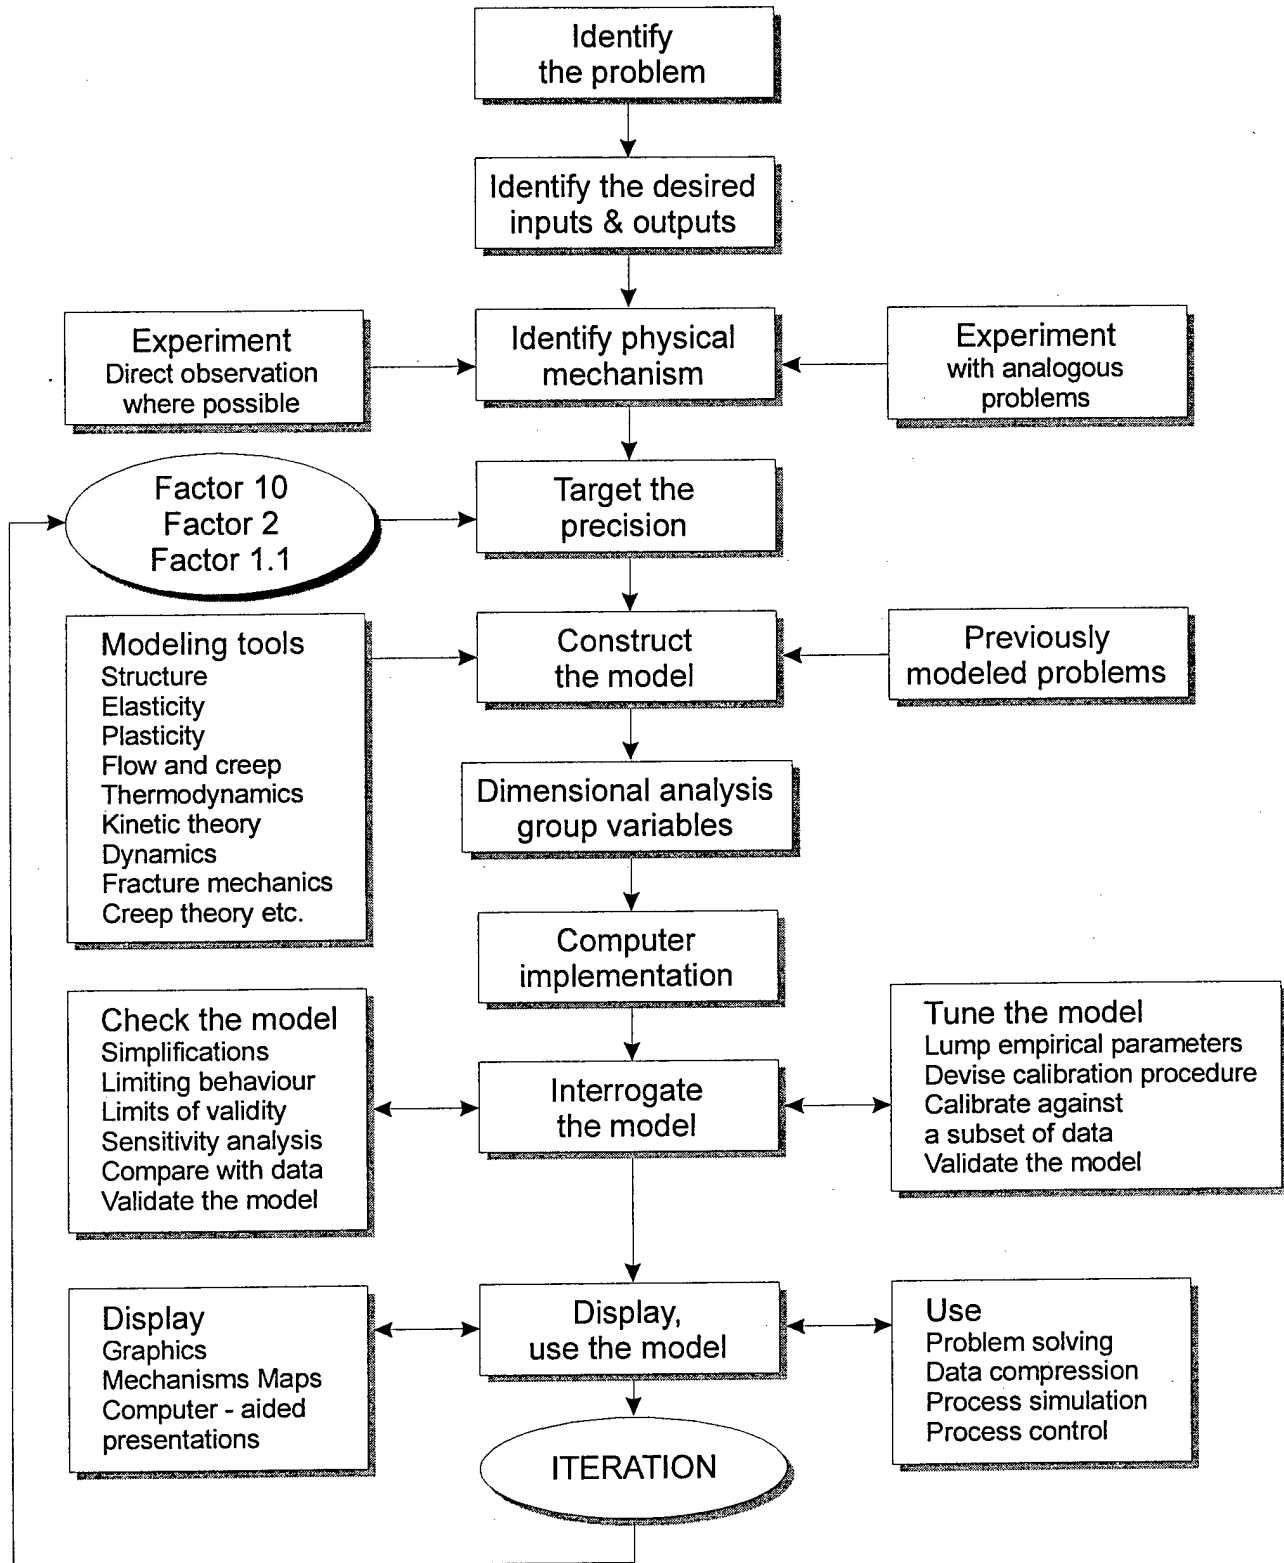 Identify
the problem
Identify the desired
inputs & outputs
Experiment
Direct observation
where possible
Identify physical
mechanism
Experiment
with analogous
problems
Factor 10
Factor 2
Factor 1.1
Target the
precision
Modeling tools
Structure
Elasticity
Plasticity
Flow and creep
Thermodynamics
Kinetic theory
Dynamics
Fracture mechanics
Creep theory etc.
Construct
the model
Previously
modeled problems
Dimensional analysis
group variables
Computer
implementation
Check the model
Simplifications
Limiting behaviour
Limits of validity
Sensitivity analysis
Compare with data
Validate the model
Interrogate
the model
Tune the model
Lump empirical parameters
Devise calibration procedure
Calibrate against
a subset of data
Validate the model
Display
Graphics
Mechanisms Maps
Computer - aided
presentations
Display,
use the model
Use
Problem solving
Data compression
Process simulation
Process control
ITERATION